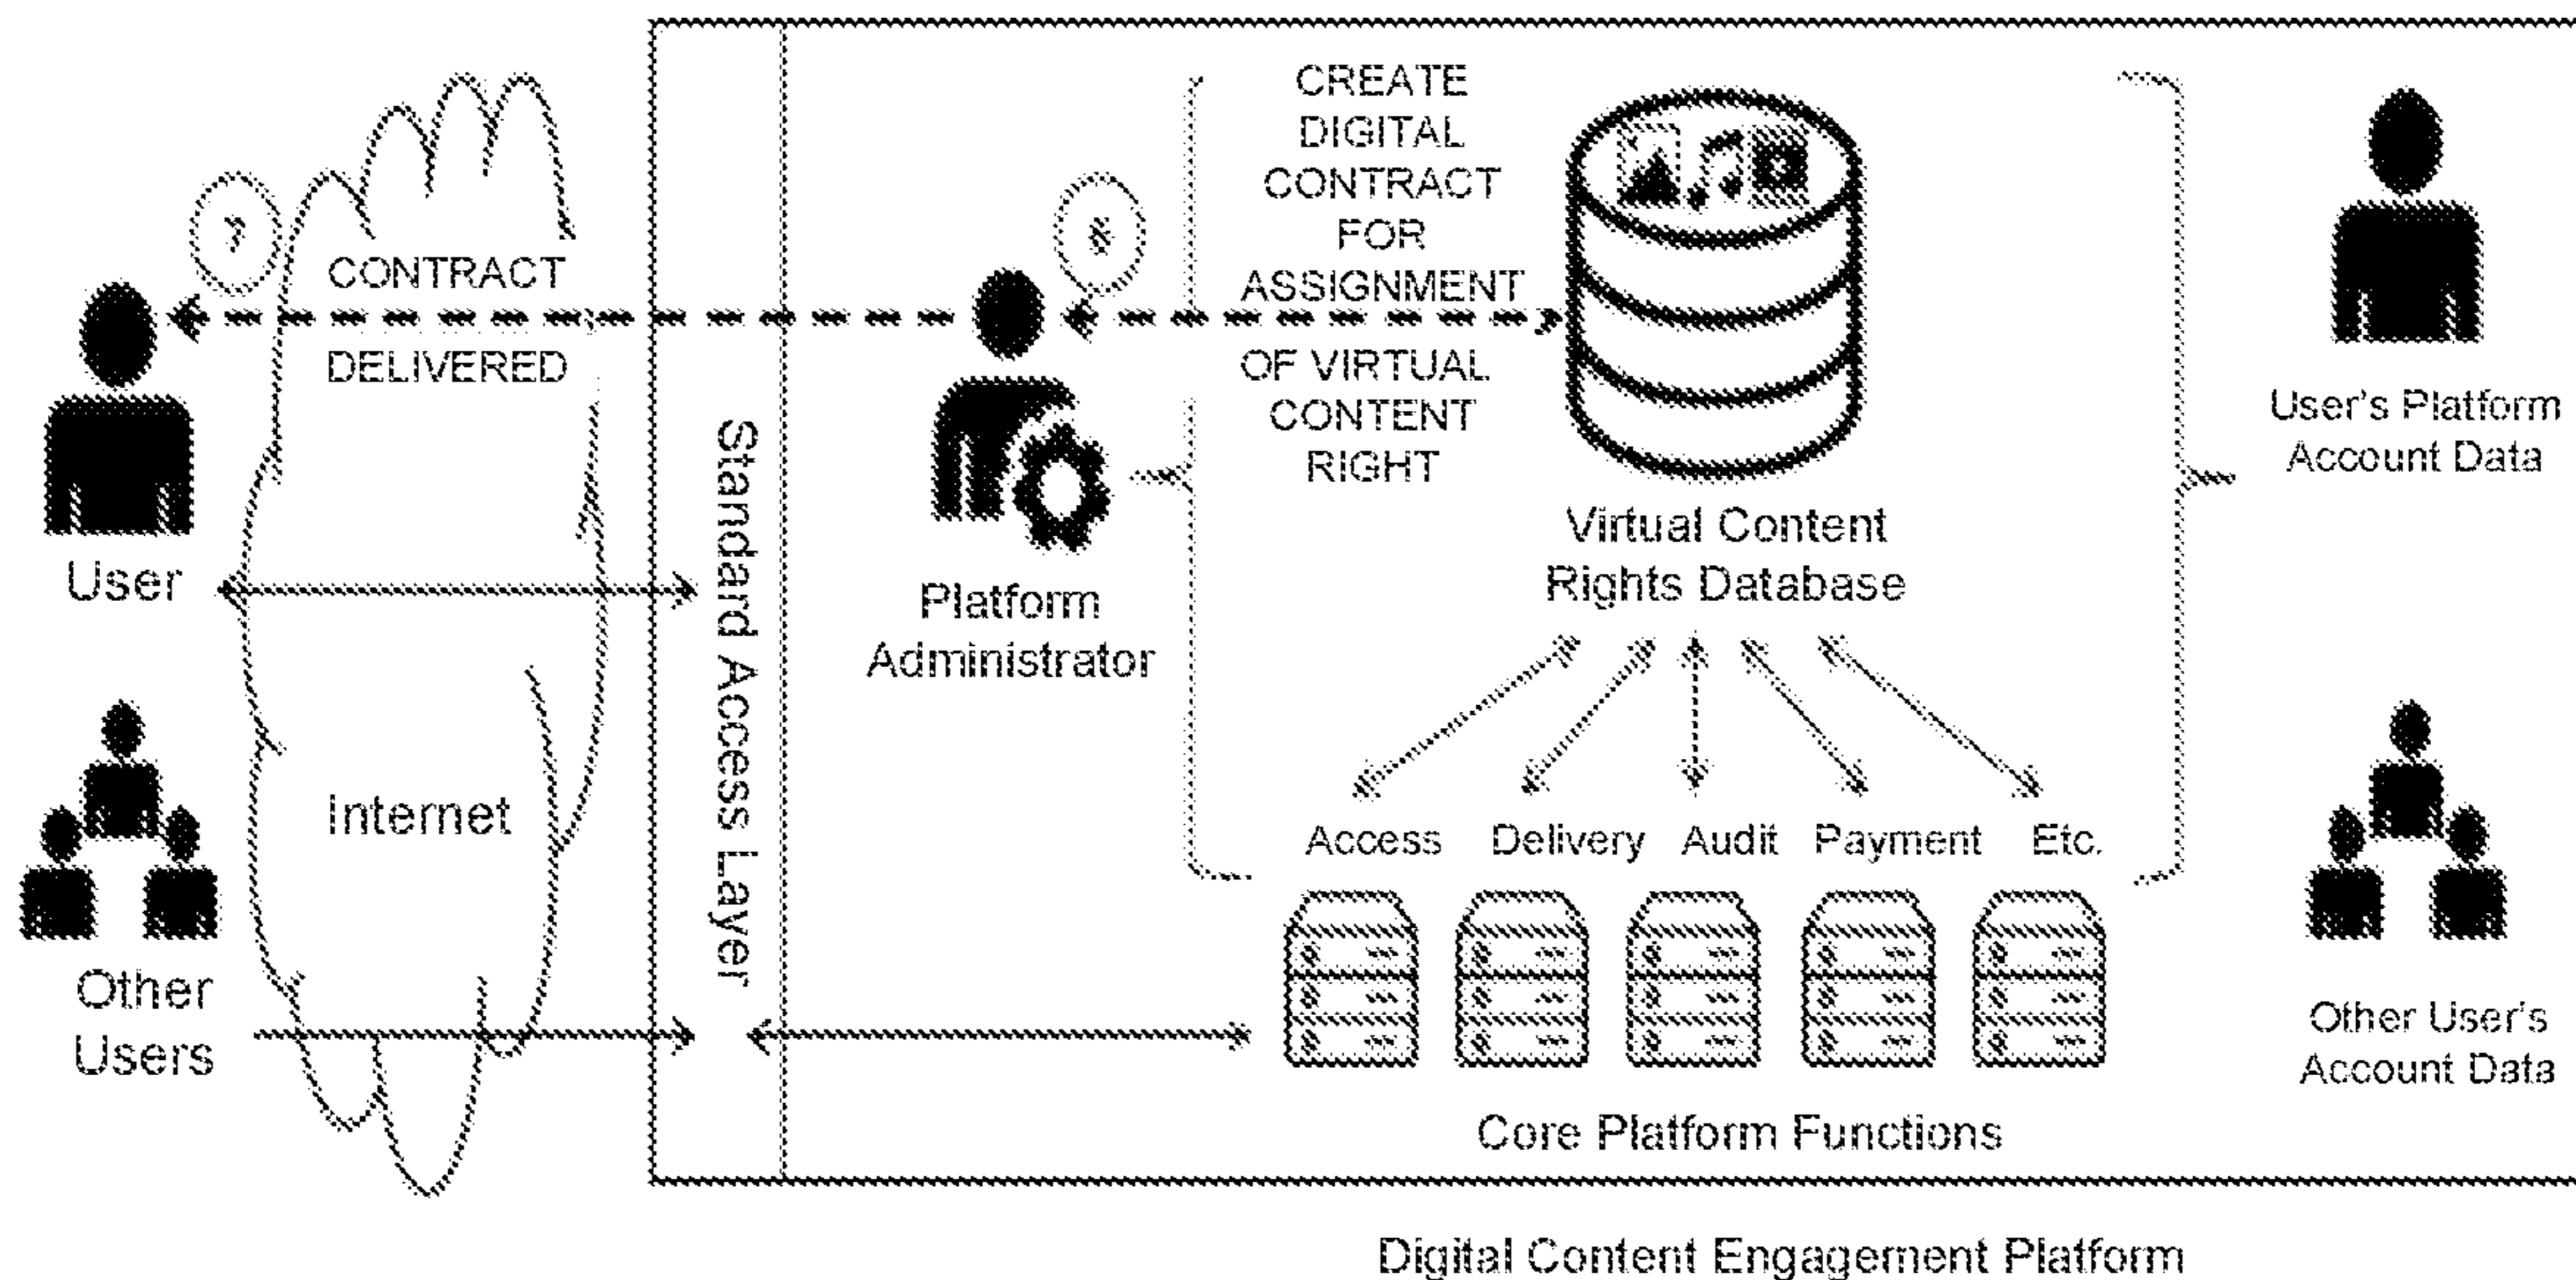 CREATE
DIGITAL
CONTRACT
FOR
ASSIGNMENT
OF VIRTUAL
CONTENT
RIGHT
7
CONTRACT
DELIVERED
User
Other
Users
Internet
Standard Access Layer
Platform
Administrator
Virtual Content
Rights Database
Access
Delivery
Audit
Payment
Etc.
Core Platform Functions
User's Platform
Account Data
Other User's
Account Data
Digital Content Engagement Platform